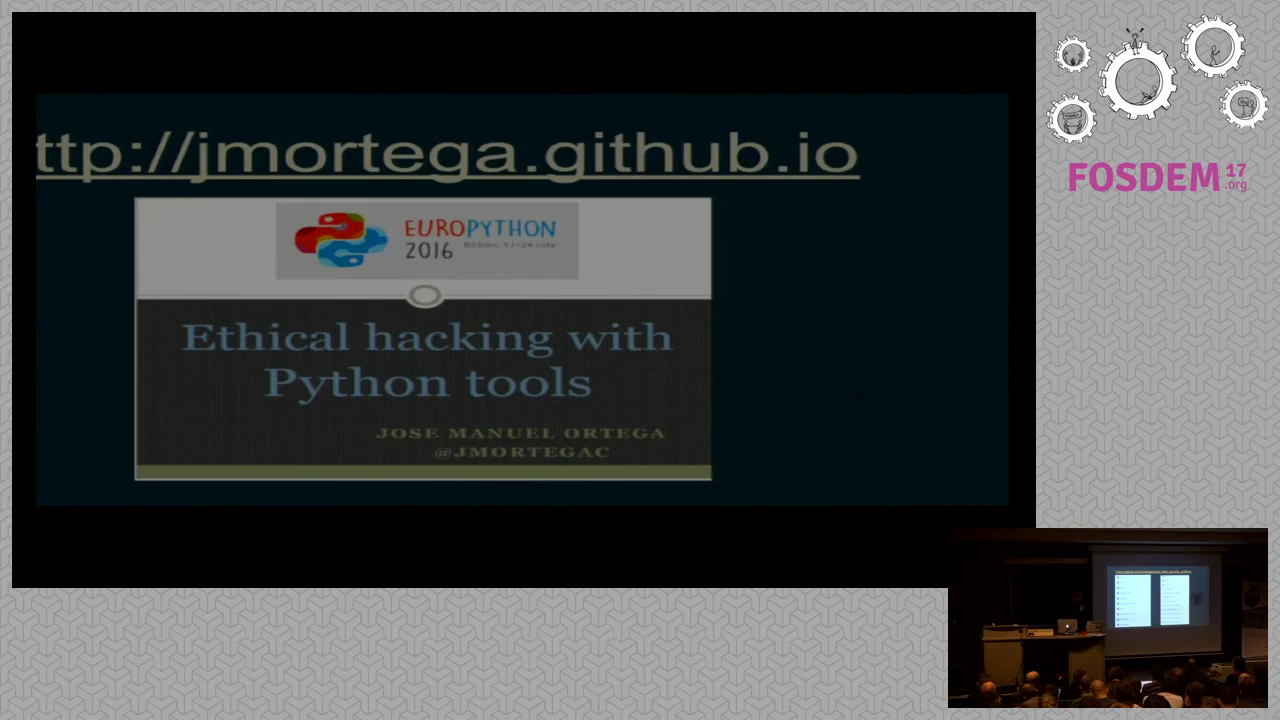 ttp://jmortega.github.io
EUROPYTHON
2016
Ethical hacking with
Python tools
JOSE MANUEL ORTEGA
@JMORTEGAC
FOSDEM 17
.org